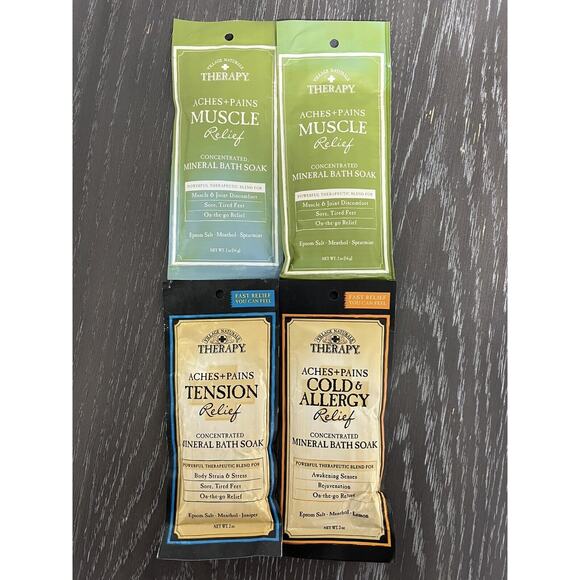 VILLAGE NATURALS
THERAPY.
ACHES+PAINS
MUSCLE
Relief
CONCENTRATED
MINERAL BATH SOAK
POWERFUL THERAPEUTIC BLEND FOR
Muscle & Joint Discomfort
Sore, Tired Feet
On-the-go Relief
Epsom Salt · Menthol · Spearmint
VILLAGE NATURALS
THERAPY.
ACHES+PAINS
MUSCLE
Relief
CONCENTRATED
MINERAL BATH SOAK
POWERFUL THERAPEUTIC BLEND FOR
Muscle & Joint Discomfort
Sore, Tired Feet
On-the-go Relief
Epsom Salt · Menthol · Spearmint
FAST RELIEF
YOU CAN FEEL
VILLAGE NATURALS
THERAPY.
ACHES+PAINS
TENSION
Relief
CONCENTRATED
MINERAL BATH SOAK
POWERFUL THERAPEUTIC BLEND FOR
Body Strain & Stress
Sore, Tired Feet
On-the-go Relief
Epsom Salt · Menthol · Juniper
NET WT. 2 oz
FAST RELIEF
YOU CAN FEEL
VILLAGE NATURALS
THERAPY.
ACHES+PAINS
COLD &
ALLERGY
Relief
CONCENTRATED
MINERAL BATH SOAK
POWERFUL THERAPEUTIC BLEND FOR
Awakening Senses
Rejuvenation
On-the-go Relief
Epsom Salt · Menthol · Lemon
NET WT. 2 oz